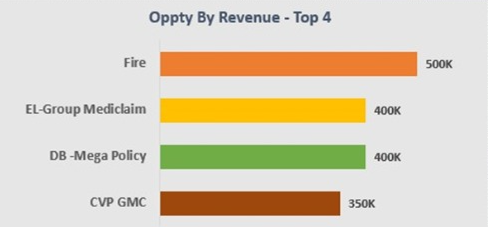 Oppty By Revenue - Top 4
Fire 500K
EL-Group Mediclaim 400K
DB -Mega Policy 400K
CVP GMC 350K